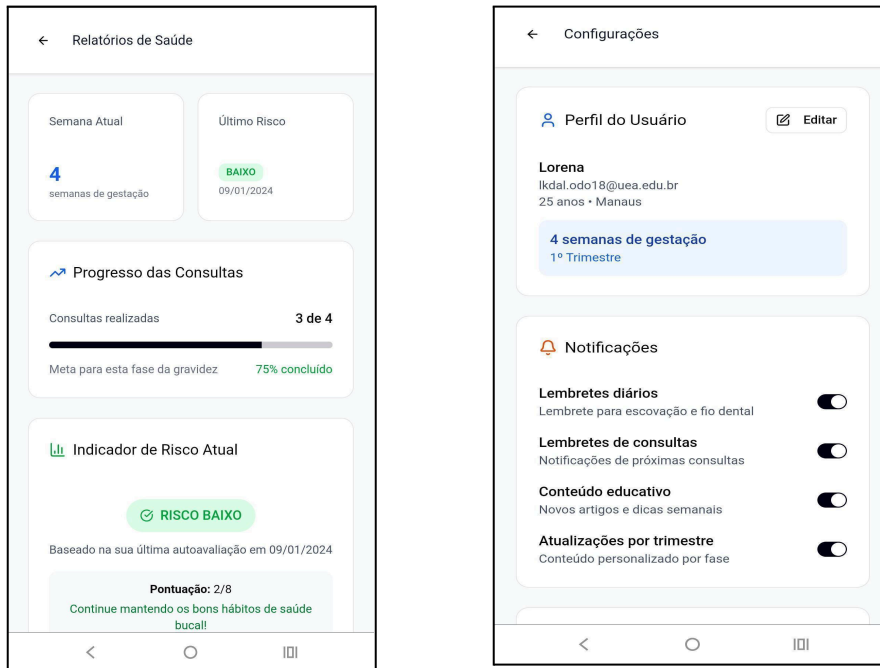 Relatórios de Saúde
Semana Atual
4
semanas de gestação
Último Risco
BAIXO
09/01/2024
Progresso das Consultas
Consultas realizadas 3 de 4
Meta para esta fase da gravidez 75% concluído
Indicador de Risco Atual
RISCO BAIXO
Baseado na sua última autoavaliação em 09/01/2024
Pontuação: 2/8
Continue mantendo os bons hábitos de saúde
bucal!
Configurações
Perfil do Usuário Editar
Lorena
lkdal.odo18@uea.edu.br
25 anos • Manaus
4 semanas de gestação
1º Trimestre
Notificações
Lembretes diários
Lembrete para escovação e fio dental
Lembretes de consultas
Notificações de próximas consultas
Conteúdo educativo
Novos artigos e dicas semanais
Atualizações por trimestre
Conteúdo personalizado por fase